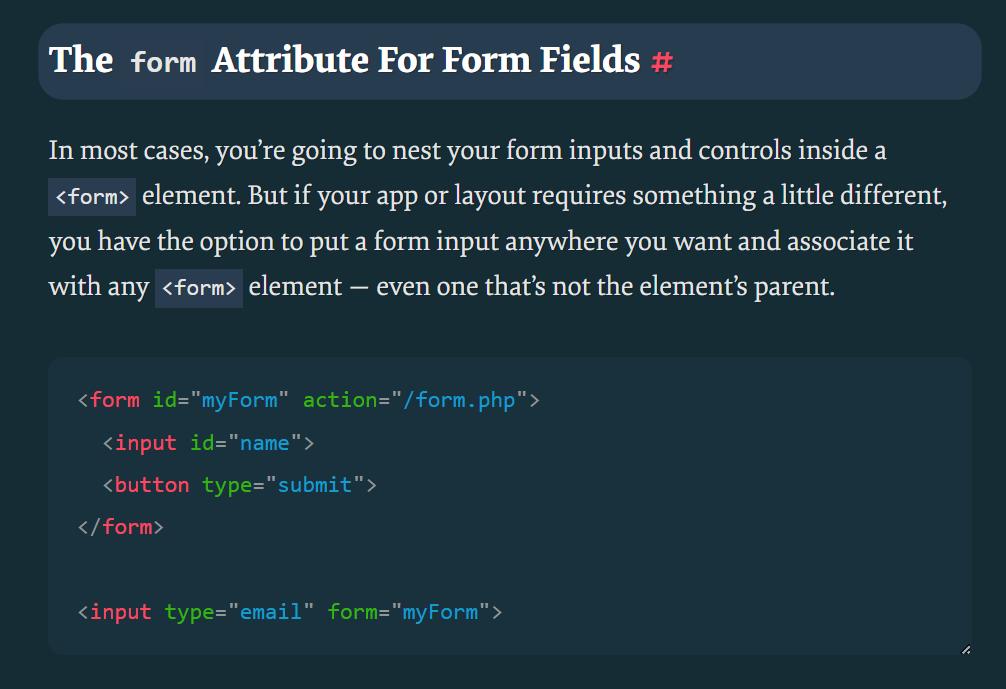 The form Attribute For Form Fields #
In most cases, you’re going to nest your form inputs and controls inside a
<form> element. But if your app or layout requires something a little different,
you have the option to put a form input anywhere you want and associate it
with any <form> element — even one that’s not the element’s parent.
<form id="myForm" action="/form.php">
  <input id="name">
  <button type="submit">
</form>
<input type="email" form="myForm">